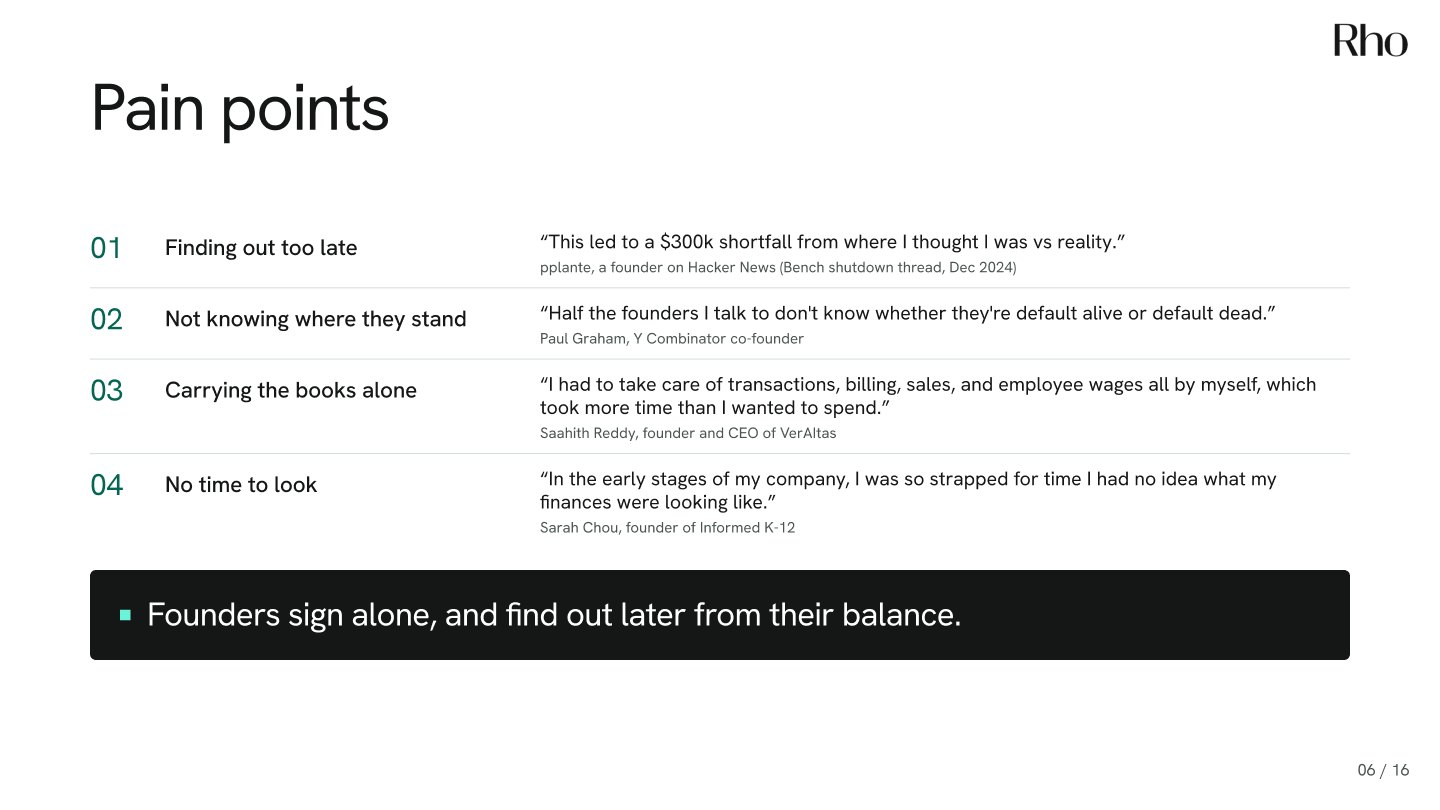 Rho
Pain points
01 Finding out too late “This led to a $300k shortfall from where I thought I was vs reality.”
pplante, a founder on Hacker News (Bench shutdown thread, Dec 2024)
02 Not knowing where they stand “Half the founders I talk to don't know whether they're default alive or default dead.”
Paul Graham, Y Combinator co-founder
03 Carrying the books alone “I had to take care of transactions, billing, sales, and employee wages all by myself, which
took more time than I wanted to spend.”
Saahith Reddy, founder and CEO of VerAItas
04 No time to look “In the early stages of my company, I was so strapped for time I had no idea what my
finances were looking like.”
Sarah Chou, founder of Informed K-12
Founders sign alone, and find out later from their balance.
06 / 16